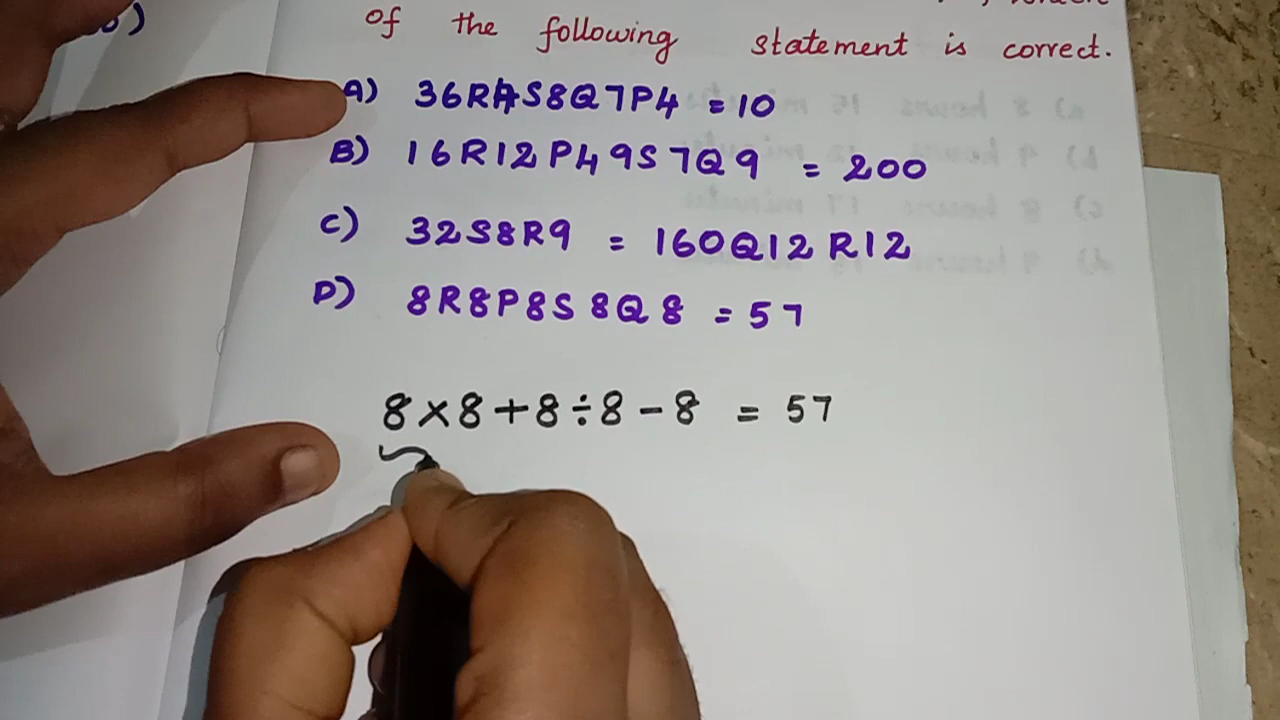 of the following statement is correct.
A) 36R4S8Q7P4 = 10
B) 16R12P49S7Q9 = 200
C) 32S8R9 = 160Q12R12
D) 8R8P8S8Q8 = 57
8×8+8÷8-8 = 57